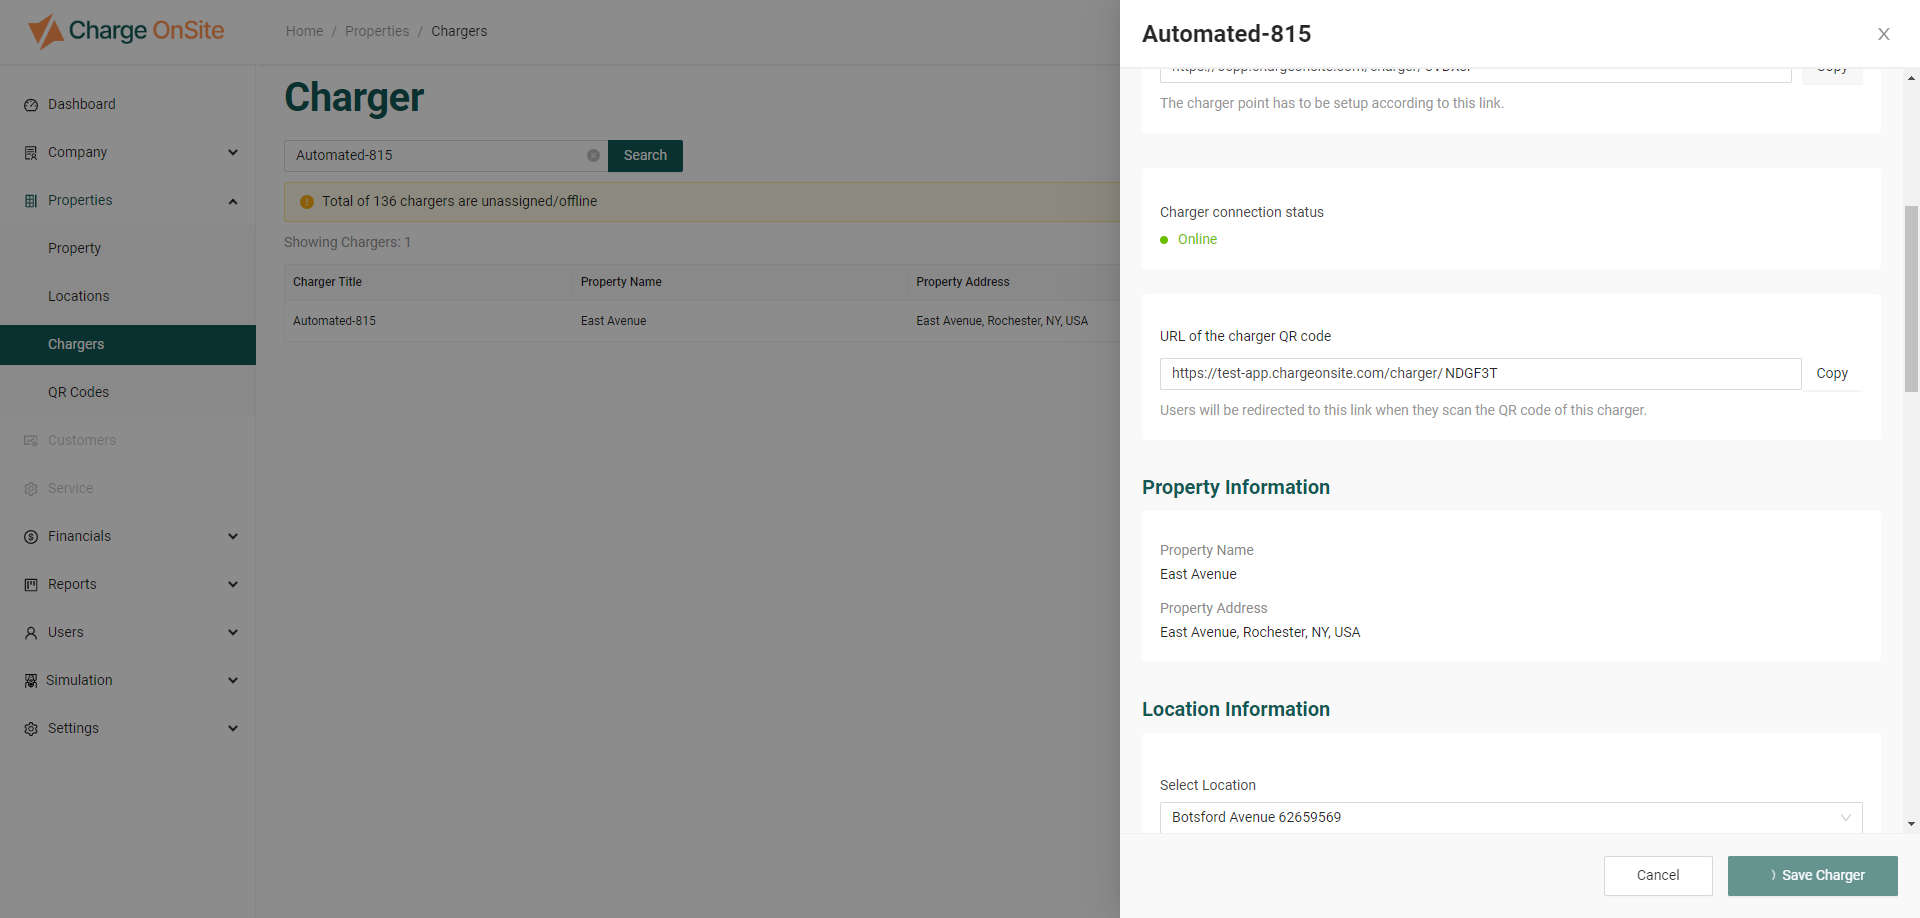 Charge OnSite
Home / Properties / Chargers
Dashboard
Company
Properties
Property
Locations
Chargers
QR Codes
Customers
Service
Financials
Reports
Users
Simulation
Settings
Charger
Automated-815
Search
Total of 136 chargers are unassigned/offline
Showing Chargers: 1
Charger Title Property Name Property Address
Automated-815 East Avenue East Avenue, Rochester, NY, USA
Automated-815
Copy
The charger point has to be setup according to this link.
Charger connection status
Online
URL of the charger QR code
https://test-app.chargeonsite.com/charger/ NDGF3T Copy
Users will be redirected to this link when they scan the QR code of this charger.
Property Information
Property Name
East Avenue
Property Address
East Avenue, Rochester, NY, USA
Location Information
Select Location
Botsford Avenue 62659569
Cancel Save Charger